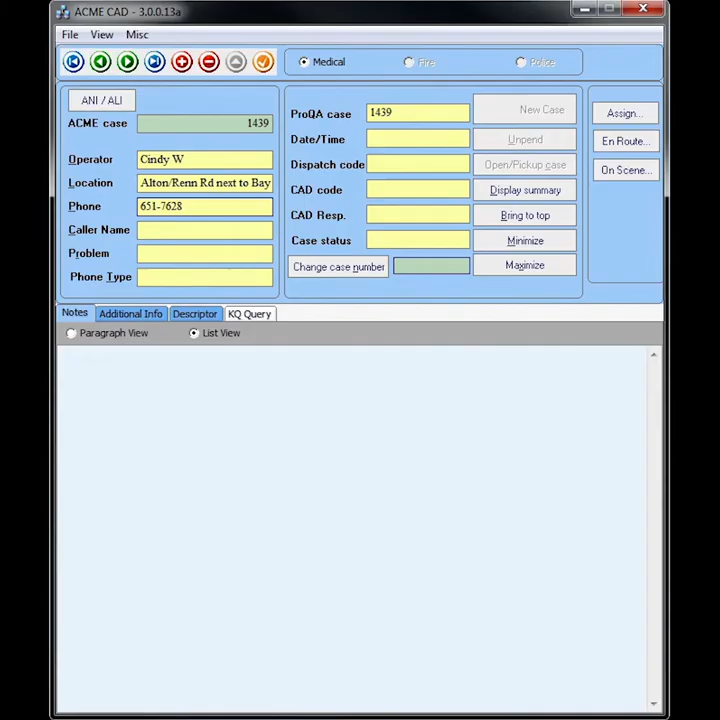 ACME CAD - 3.0.0.13a
File View Misc
Medical Fire Police
ANI / ALI
ACME case 1439
Operator Cindy W
Location Alton/Renn Rd next to Bay
Phone 651-7628
Caller Name
Problem
Phone Type
ProQA case 1439 New Case
Date/Time Unpend
Dispatch code Open/Pickup case
CAD code Display summary
CAD Resp. Bring to top
Case status Minimize
Change case number Maximize
Assign...
En Route...
On Scene...
Notes Additional Info Descriptor KQ Query
Paragraph View List View